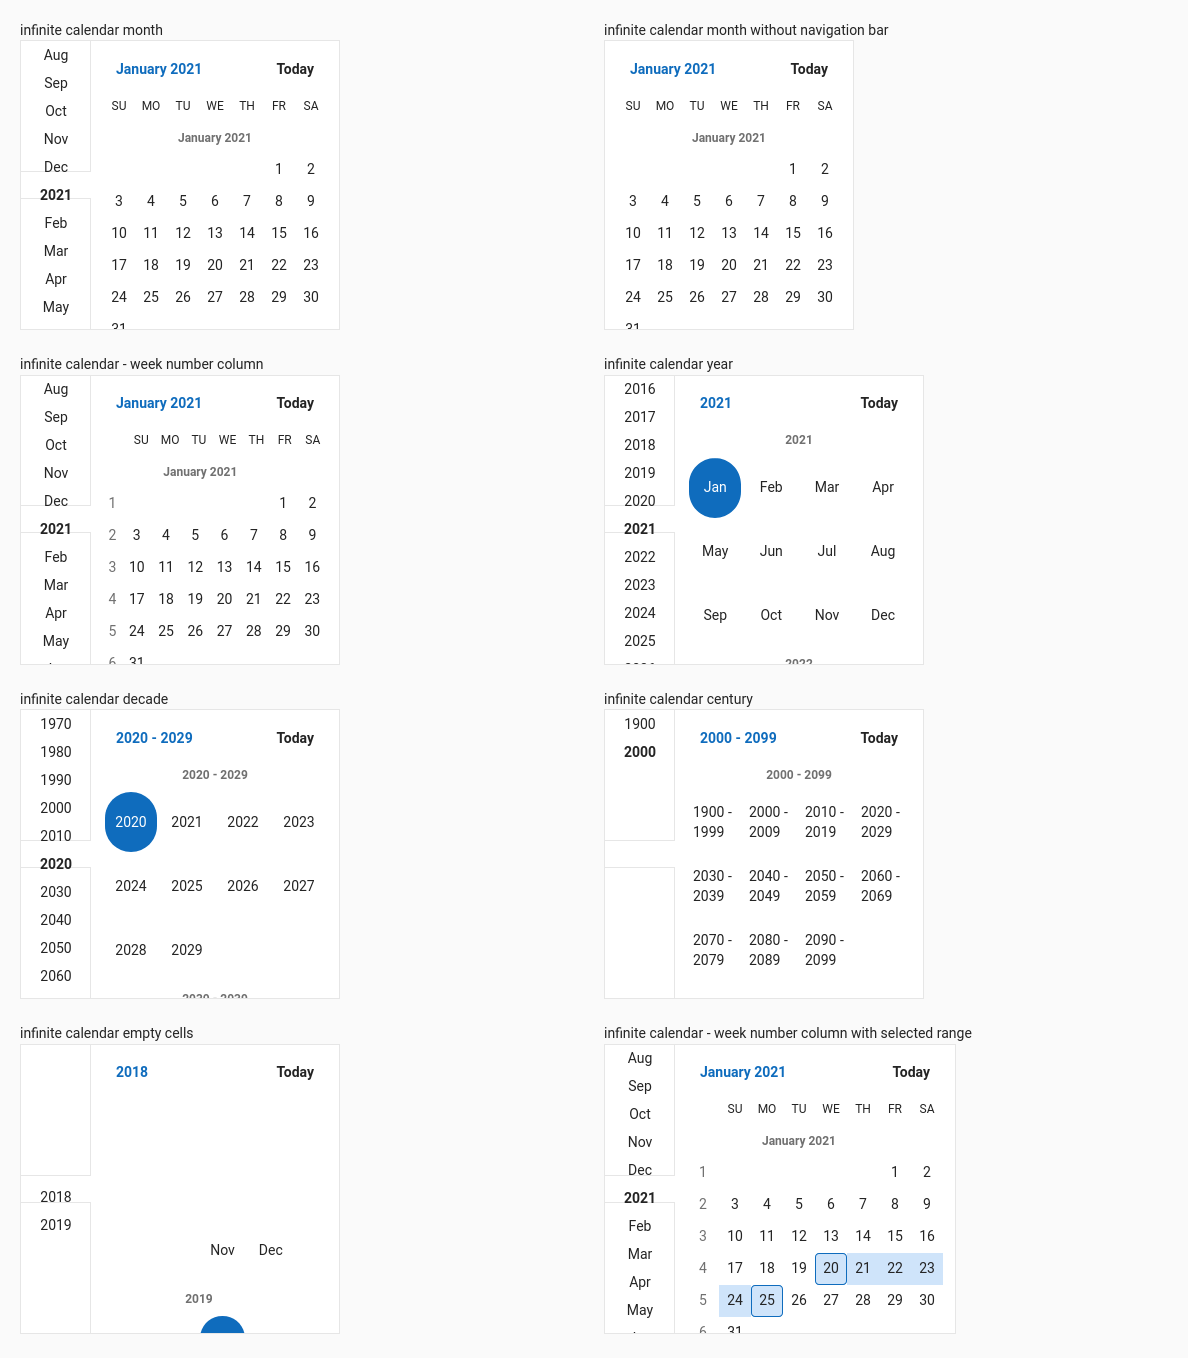 infinite calendar month
Aug
Sep
Oct
Nov
Dec
2021
Feb
Mar
Apr
May
January 2021 Today
SU MO TU WE TH FR SA
January 2021
1 2
3 4 5 6 7 8 9
10 11 12 13 14 15 16
17 18 19 20 21 22 23
24 25 26 27 28 29 30
31
infinite calendar month without navigation bar
January 2021 Today
SU MO TU WE TH FR SA
January 2021
1 2
3 4 5 6 7 8 9
10 11 12 13 14 15 16
17 18 19 20 21 22 23
24 25 26 27 28 29 30
31
infinite calendar - week number column
Aug
Sep
Oct
Nov
Dec
2021
Feb
Mar
Apr
May
January 2021 Today
SU MO TU WE TH FR SA
January 2021
1 1 2
2 3 4 5 6 7 8 9
3 10 11 12 13 14 15 16
4 17 18 19 20 21 22 23
5 24 25 26 27 28 29 30
6 31
infinite calendar year
2016
2017
2018
2019
2020
2021
2022
2023
2024
2025
2021 Today
2021
Jan Feb Mar Apr
May Jun Jul Aug
Sep Oct Nov Dec
2022
infinite calendar decade
1970
1980
1990
2000
2010
2020
2030
2040
2050
2060
2020 - 2029 Today
2020 - 2029
2020 2021 2022 2023
2024 2025 2026 2027
2028 2029
2030 - 2039
infinite calendar century
1900
2000
2000 - 2099 Today
2000 - 2099
1900 - 2000 - 2010 - 2020 -
1999 2009 2019 2029
2030 - 2040 - 2050 - 2060 -
2039 2049 2059 2069
2070 - 2080 - 2090 -
2079 2089 2099
infinite calendar empty cells
2018
2019
2018 Today
Nov Dec
2019
infinite calendar - week number column with selected range
Aug
Sep
Oct
Nov
Dec
2021
Feb
Mar
Apr
May
January 2021 Today
SU MO TU WE TH FR SA
January 2021
1 1 2
2 3 4 5 6 7 8 9
3 10 11 12 13 14 15 16
4 17 18 19 20 21 22 23
5 24 25 26 27 28 29 30
6 31